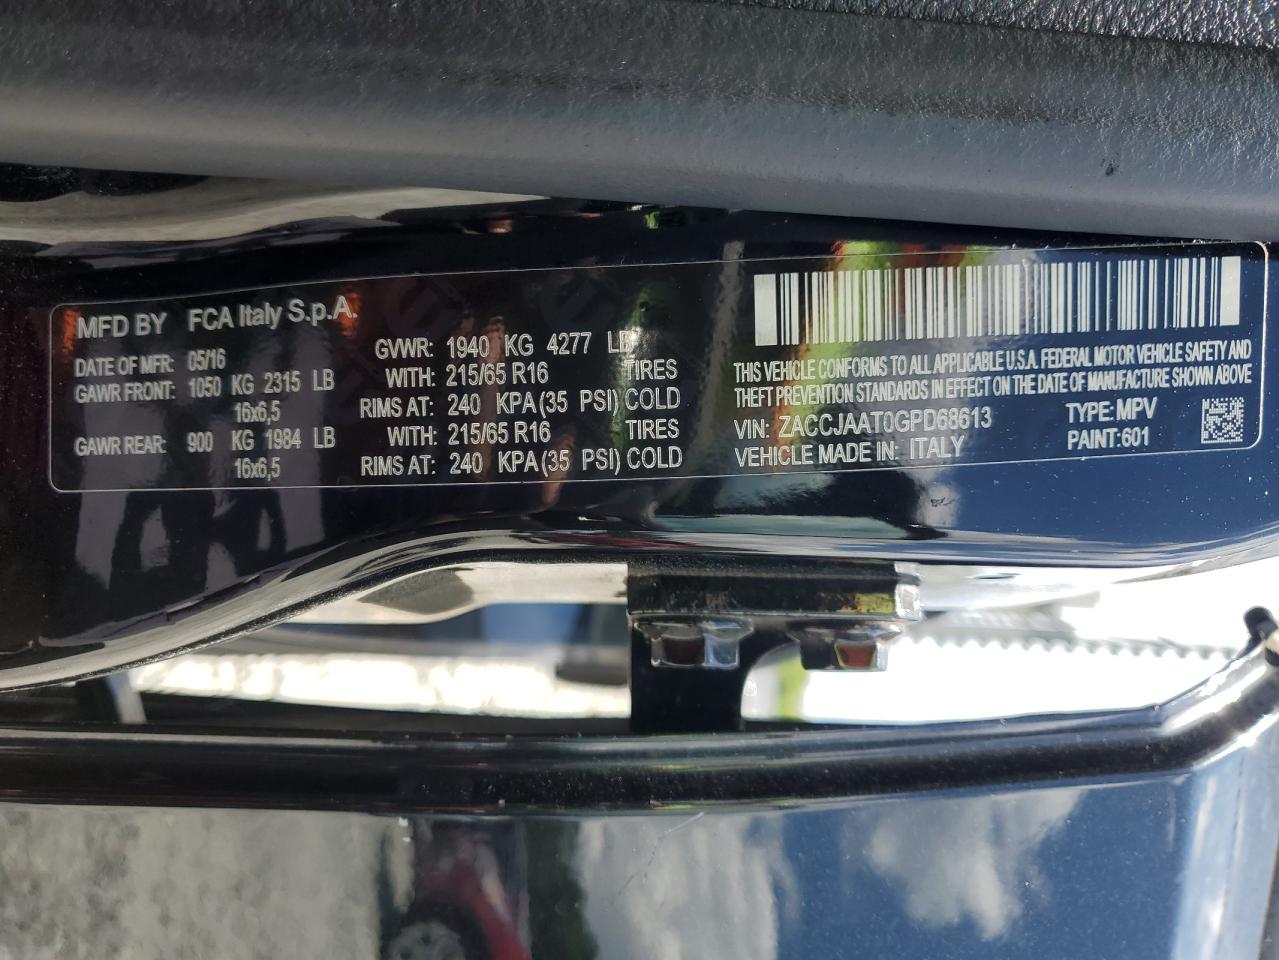 MFD BY FCA Italy S.p.A.
DATE OF MFR: 05/16
GAWR FRONT: 1050 KG 2315 LB
16x6,5
GAWR REAR: 900 KG 1984 LB
16x6,5
GVWR: 1940 KG 4277 LB
WITH: 215/65 R16 TIRES
RIMS AT: 240 KPA(35 PSI) COLD
WITH: 215/65 R16 TIRES
RIMS AT: 240 KPA(35 PSI) COLD
THIS VEHICLE CONFORMS TO ALL APPLICABLE U.S.A. FEDERAL MOTOR VEHICLE SAFETY AND
THEFT PREVENTION STANDARDS IN EFFECT ON THE DATE OF MANUFACTURE SHOWN ABOVE
VIN: ZACCJAAT0GPD68613 TYPE: MPV
VEHICLE MADE IN: ITALY PAINT: 601